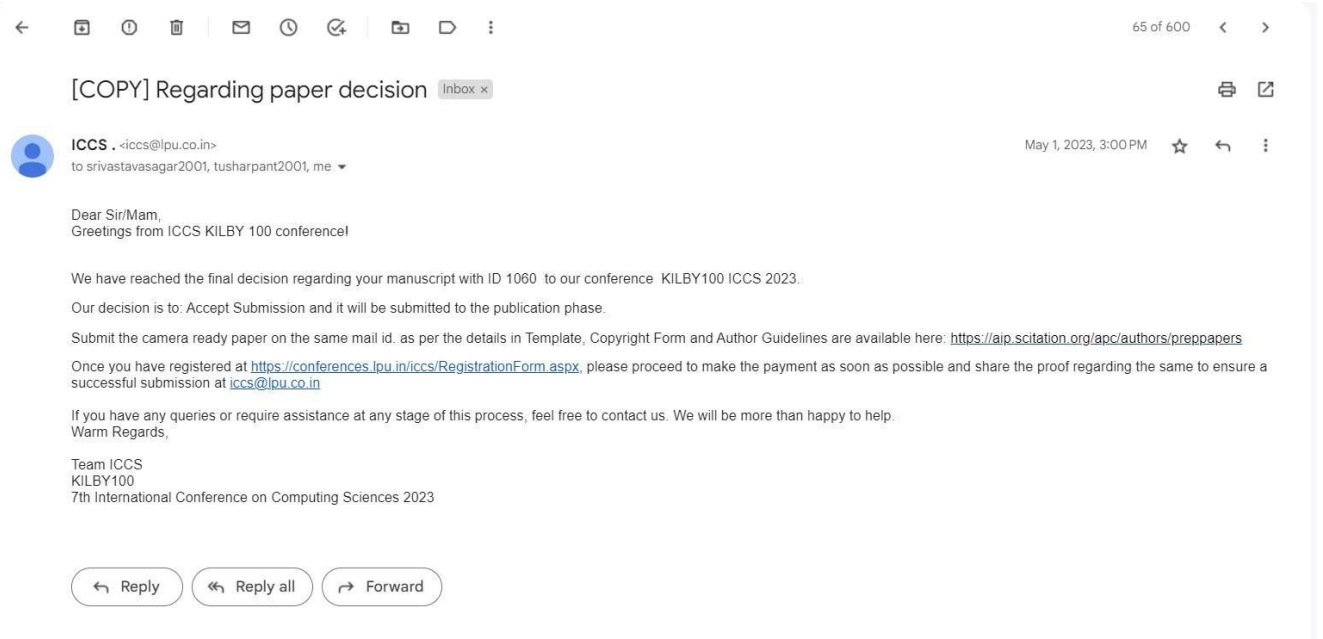 65 of 600
[COPY] Regarding paper decision Inbox ×
ICCS . <iccs@lpu.co.in> May 1, 2023, 3:00 PM
to srivastavasagar2001, tusharpant2001, me
Dear Sir/Mam,
Greetings from ICCS KILBY 100 conference!
We have reached the final decision regarding your manuscript with ID 1060 to our conference KILBY100 ICCS 2023.
Our decision is to: Accept Submission and it will be submitted to the publication phase.
Submit the camera ready paper on the same mail id. as per the details in Template, Copyright Form and Author Guidelines are available here: https://aip.scitation.org/apc/authors/preppapers
Once you have registered at https://conferences.lpu.in/iccs/RegistrationForm.aspx, please proceed to make the payment as soon as possible and share the proof regarding the same to ensure a
successful submission at iccs@lpu.co.in
If you have any queries or require assistance at any stage of this process, feel free to contact us. We will be more than happy to help.
Warm Regards,
Team ICCS
KILBY100
7th International Conference on Computing Sciences 2023
Reply Reply all Forward